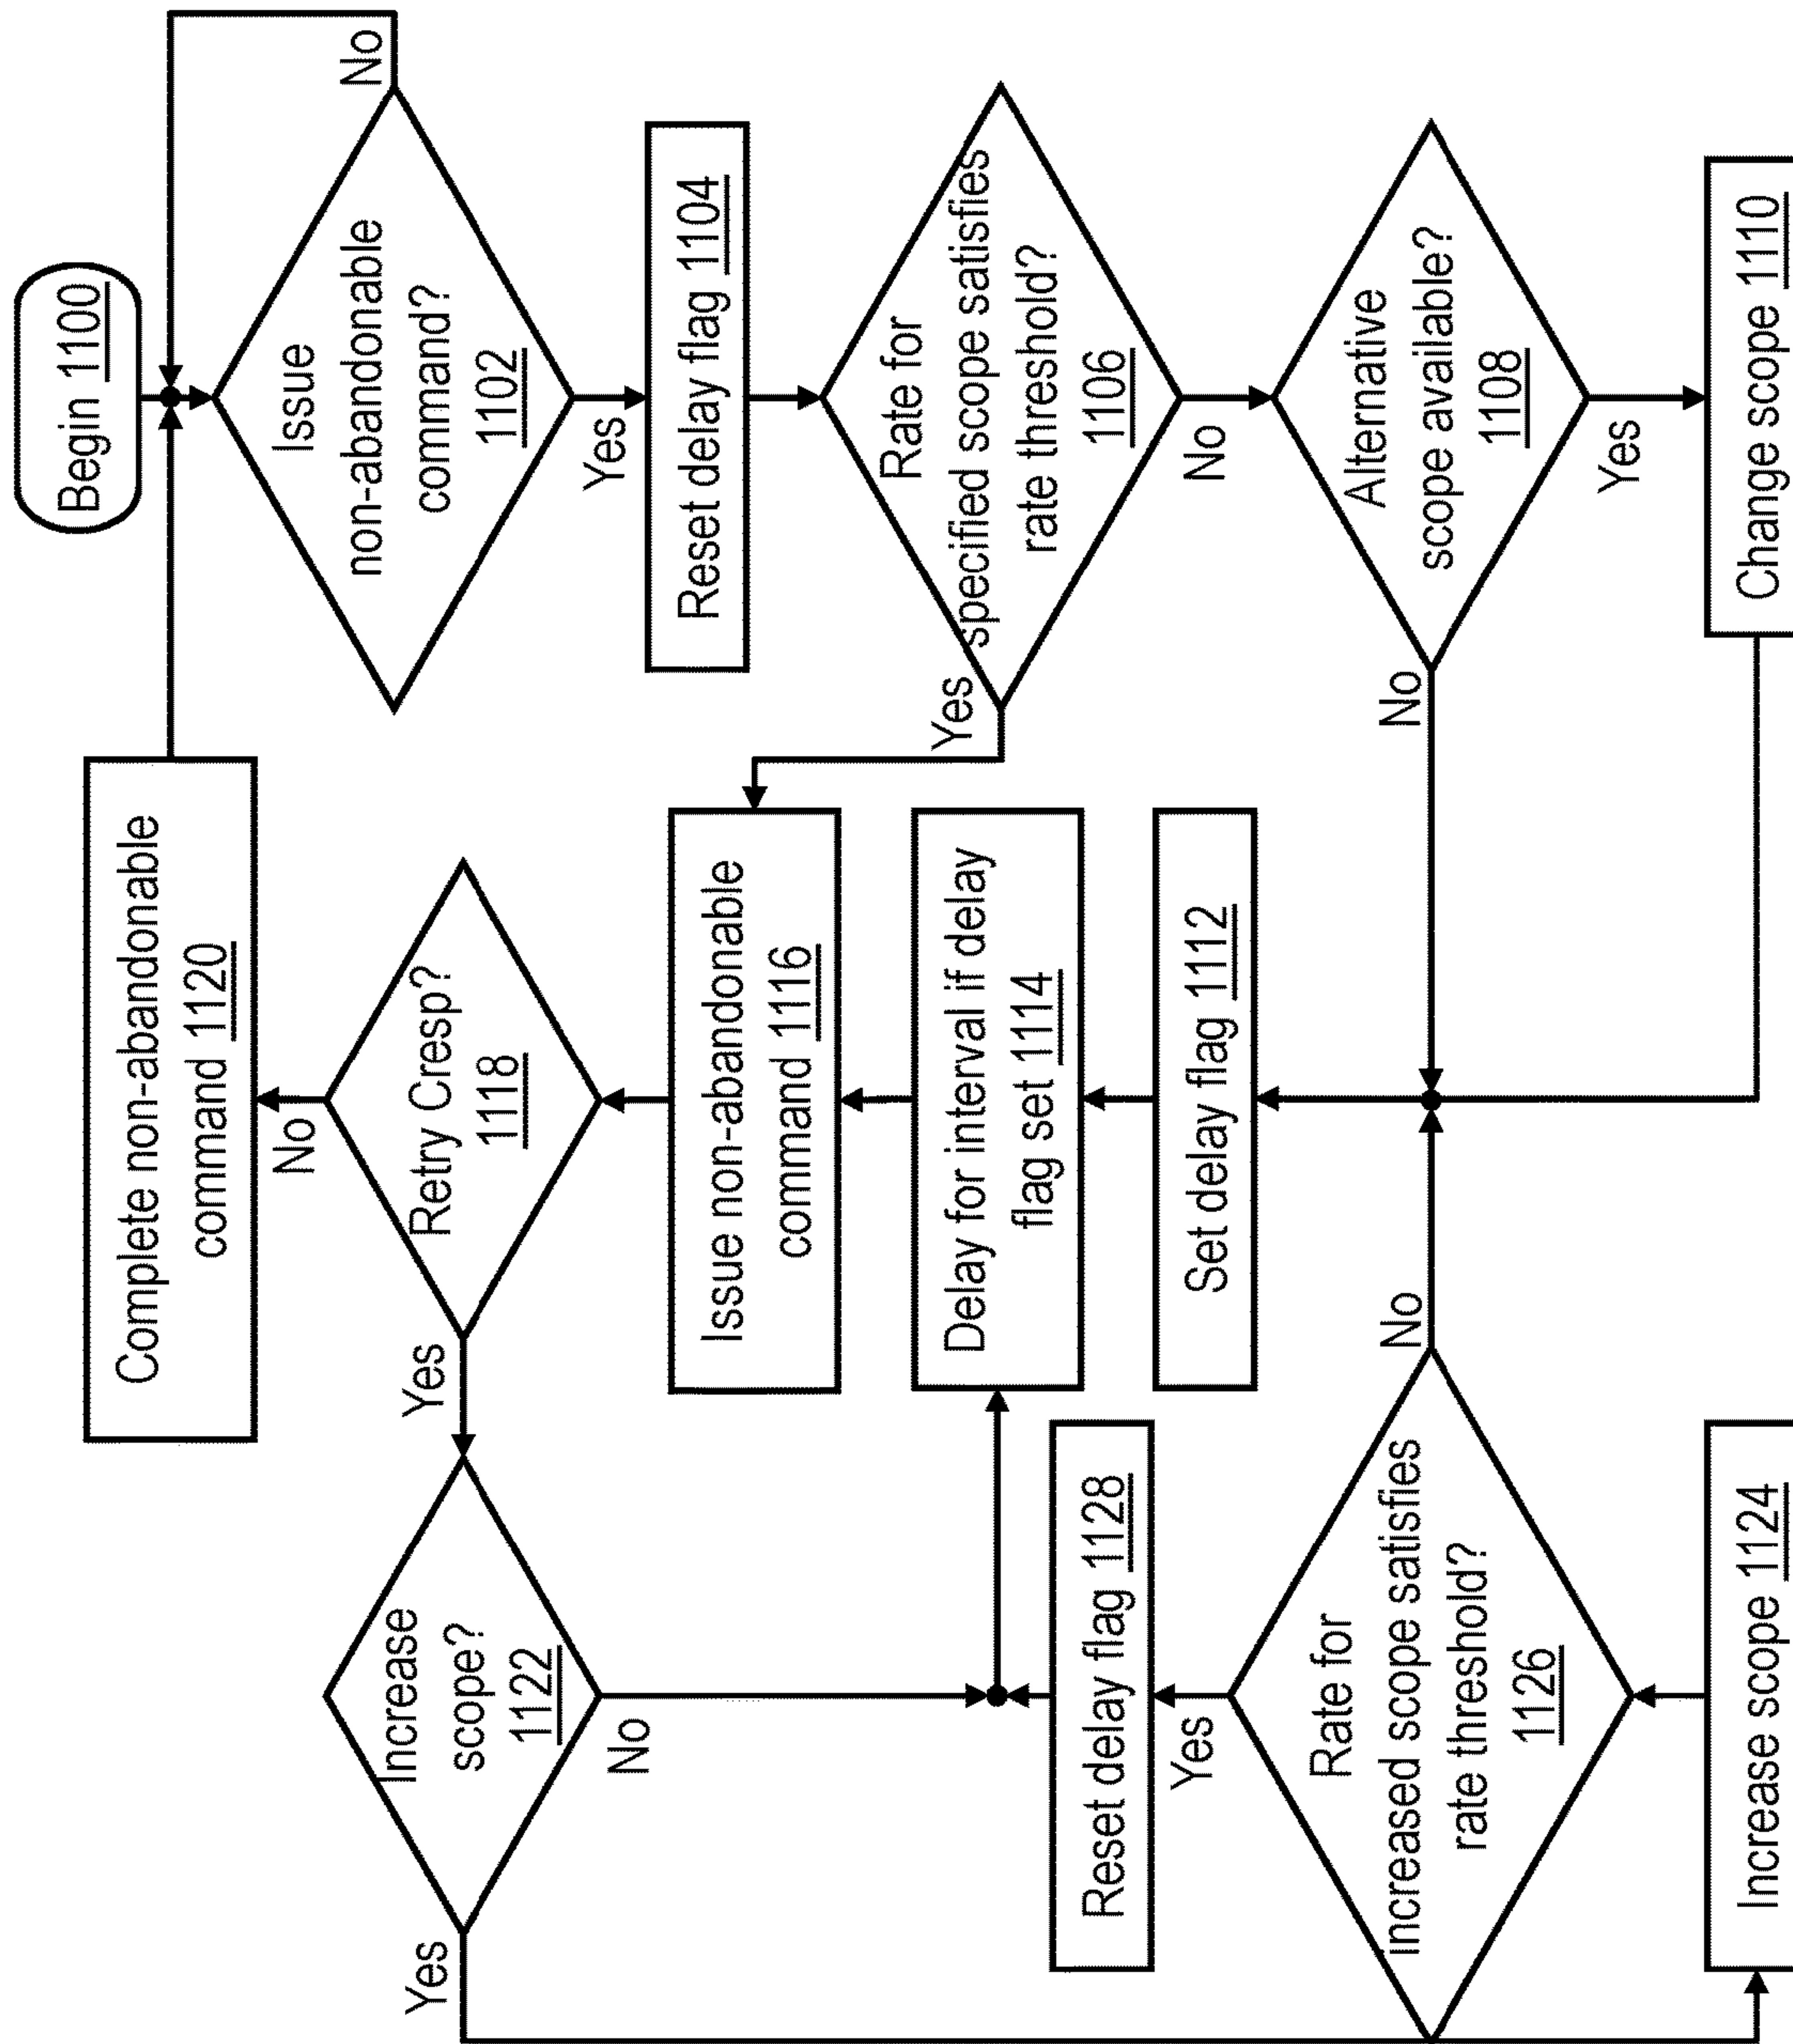 Begin 1100
Issue
non-abandonable
command?
1102
No
Yes
Reset delay flag 1104
Rate for
specified scope satisfies
rate threshold?
1106
Yes
No
Alternative
scope available?
1108
No
Yes
Change scope 1110
Set delay flag 1112
Delay for interval if delay
flag set 1114
Issue non-abandonable
command 1116
Retry Cresp?
1118
No
Yes
Complete non-abandonable
command 1120
Increase
scope?
1122
Yes
No
Increase scope 1124
Rate for
increased scope satisfies
rate threshold?
1126
No
Yes
Reset delay flag 1128